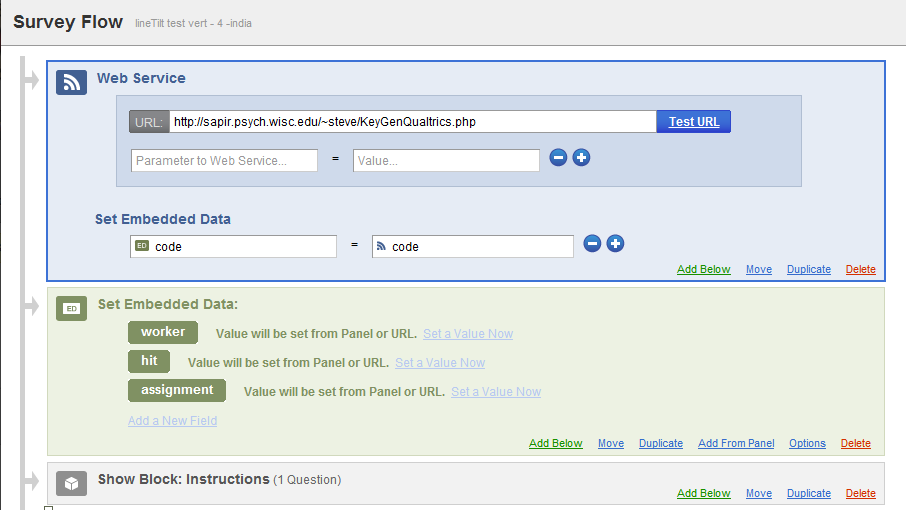 Survey Flow lineTilt test vert - 4 -india
Web Service
URL: http://sapir.psych.wisc.edu/~steve/KeyGenQualtrics.php Test URL
Parameter to Web Service... = Value...
Set Embedded Data
ED code = code
Add Below Move Duplicate Delete
ED Set Embedded Data:
worker Value will be set from Panel or URL. Set a Value Now
hit Value will be set from Panel or URL. Set a Value Now
assignment Value will be set from Panel or URL. Set a Value Now
Add a New Field
Add Below Move Duplicate Add From Panel Options Delete
Show Block: Instructions (1 Question)
Add Below Move Duplicate Delete